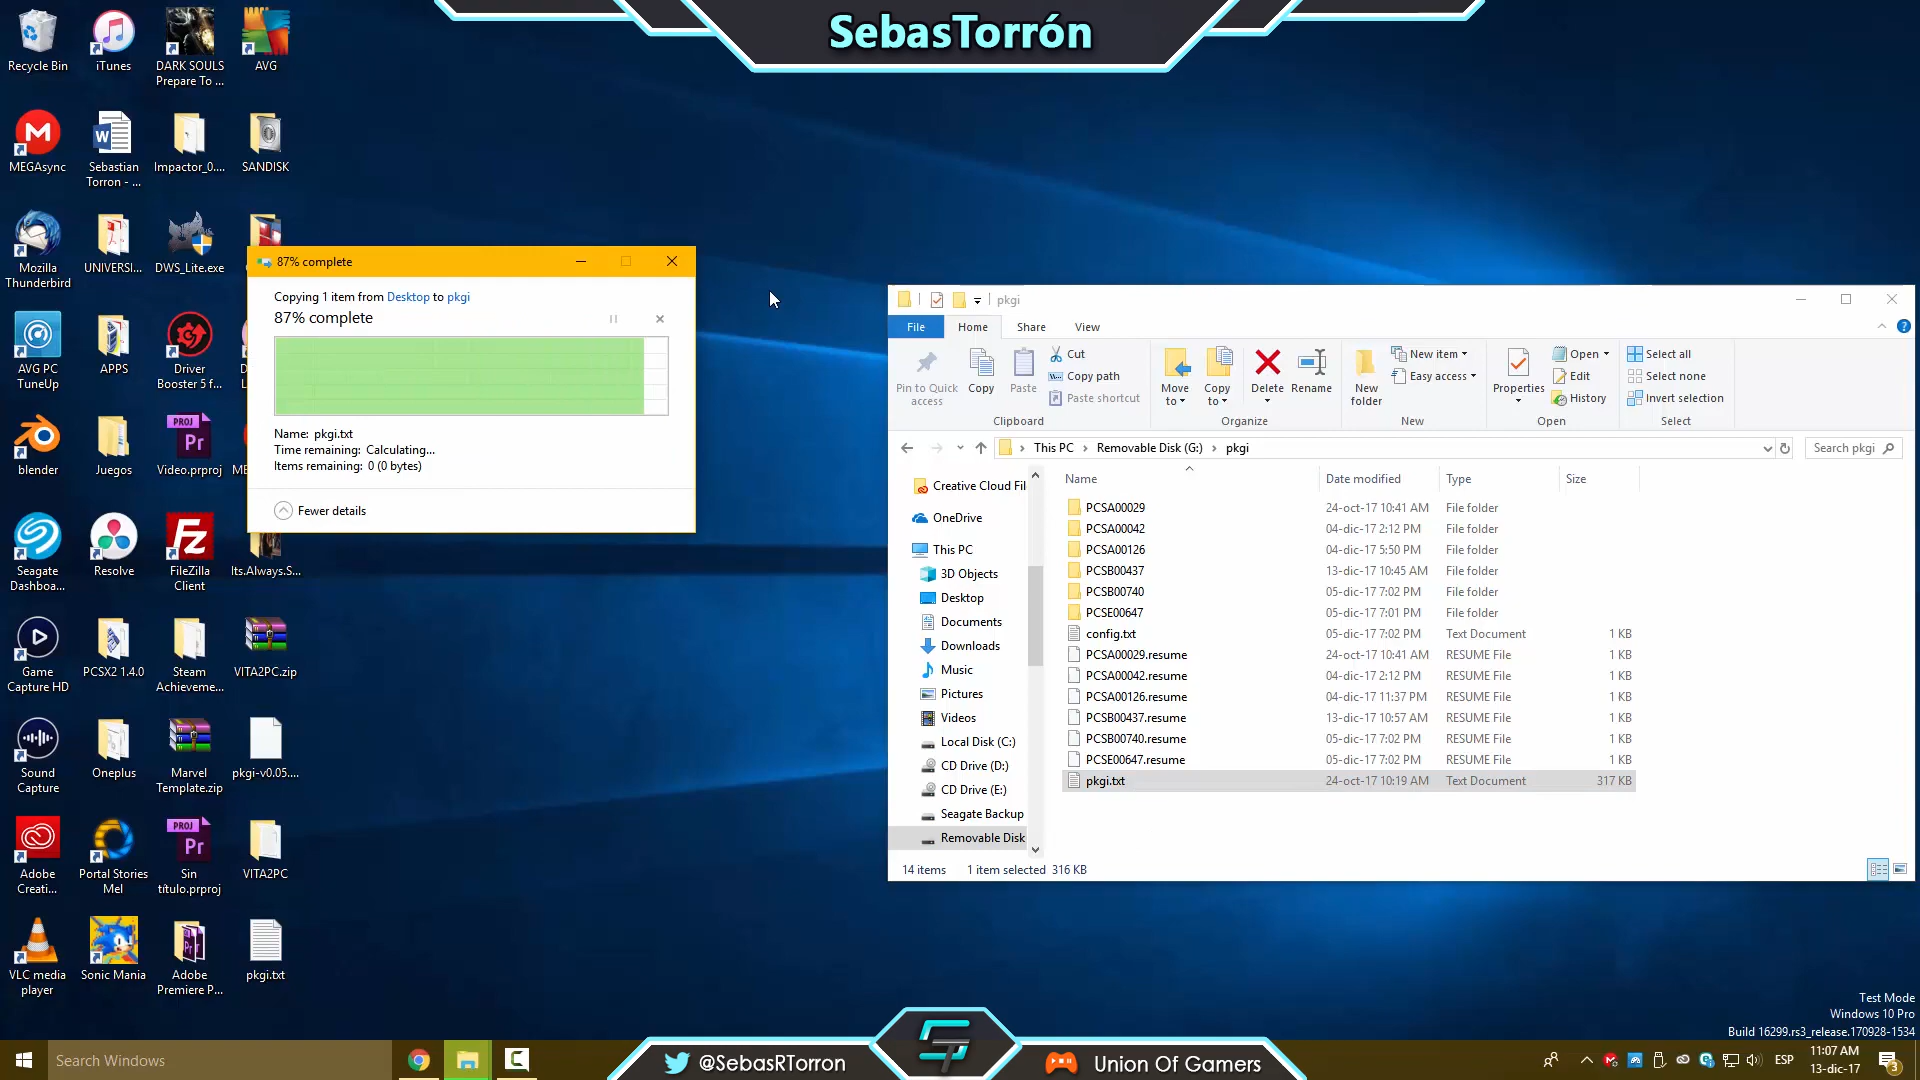 SebasTorrón
Recycle Bin
iTunes
DARK SOULS
Prepare To ...
AVG
MEGAsync
Sebastian
Torron - ...
Impactor_0....
SANDISK
Mozilla
Thunderbird
UNIVERSI...
DWS_Lite.exe
AVG PC
TuneUp
APPS
Driver
Booster 5 f...
blender
Juegos
Video.prproj
Seagate
Dashboa...
Resolve
FileZilla
Client
Its.Always.S...
Game
Capture HD
PCSX2 1.4.0
Steam
Achieveme...
VITA2PC.zip
Sound
Capture
Oneplus
Marvel
Template.zip
pkgi-v0.05....
Adobe
Creati...
Portal Stories
Mel
Sin
título.prproj
VITA2PC
VLC media
player
Sonic Mania
Adobe
Premiere P...
pkgi.txt
87% complete
Copying 1 item from Desktop to pkgi
87% complete
Name: pkgi.txt
Time remaining: Calculating...
Items remaining: 0 (0 bytes)
Fewer details
pkgi
File Home Share View
Pin to Quick
access
Copy
Paste
Cut
Copy path
Paste shortcut
Clipboard
Move
to
Copy
to
Delete
Rename
Organize
New
folder
New item
Easy access
New
Properties
Open
Edit
History
Open
Select all
Select none
Invert selection
Select
This PC > Removable Disk (G:) > pkgi
Search pkgi
Creative Cloud Fil
OneDrive
This PC
3D Objects
Desktop
Documents
Downloads
Music
Pictures
Videos
Local Disk (C:)
CD Drive (D:)
CD Drive (E:)
Seagate Backup
Removable Disk
Name Date modified Type Size
PCSA00029 24-oct-17 10:41 AM File folder
PCSA00042 04-dic-17 2:12 PM File folder
PCSA00126 04-dic-17 5:50 PM File folder
PCSB00437 13-dic-17 10:45 AM File folder
PCSB00740 05-dic-17 7:02 PM File folder
PCSE00647 05-dic-17 7:01 PM File folder
config.txt 05-dic-17 7:02 PM Text Document 1 KB
PCSA00029.resume 24-oct-17 10:41 AM RESUME File 1 KB
PCSA00042.resume 04-dic-17 2:12 PM RESUME File 1 KB
PCSA00126.resume 04-dic-17 11:37 PM RESUME File 1 KB
PCSB00437.resume 13-dic-17 10:57 AM RESUME File 1 KB
PCSB00740.resume 05-dic-17 7:02 PM RESUME File 1 KB
PCSE00647.resume 05-dic-17 7:02 PM RESUME File 1 KB
pkgi.txt 24-oct-17 10:19 AM Text Document 317 KB
14 items 1 item selected 316 KB
Test Mode
Windows 10 Pro
Build 16299.rs3_release.170928-1534
Search Windows
@SebasRTorron
Union Of Gamers
ESP
11:07 AM
13-dic-17
3